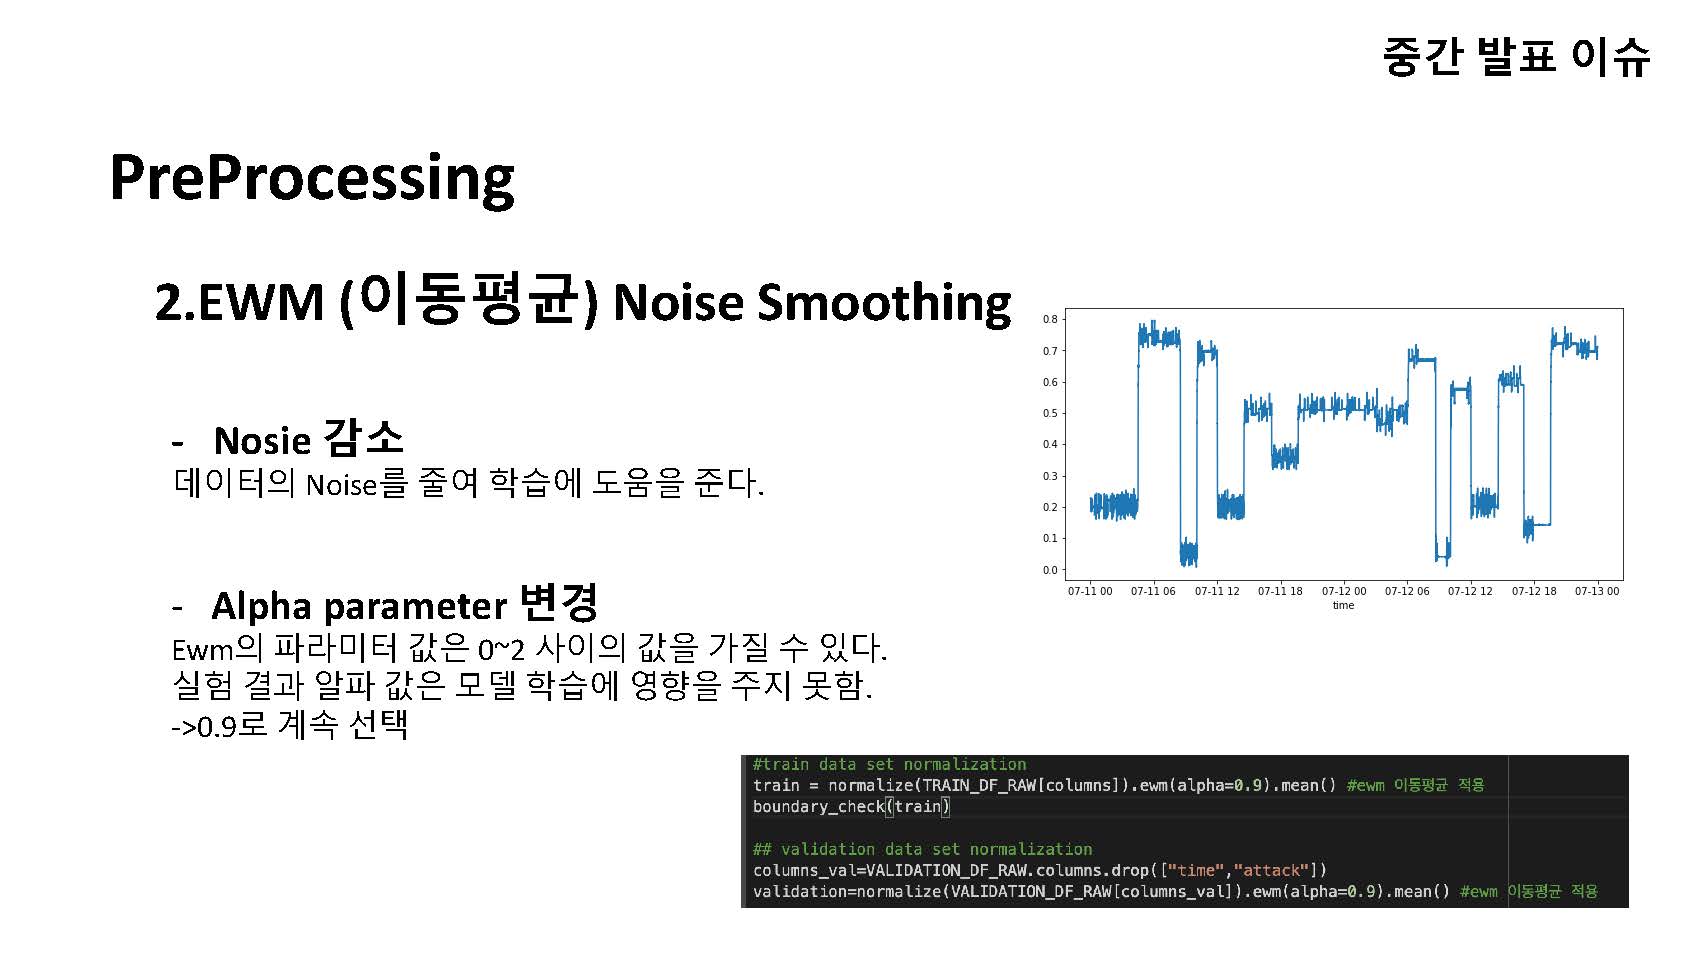 중간 발표 이슈
PreProcessing
2.EWM (이동평균) Noise Smoothing
- Nosie 감소
데이터의 Noise를 줄여 학습에 도움을 준다.
- Alpha parameter 변경
Ewm의 파라미터 값은 0~2 사이의 값을 가질 수 있다.
실험 결과 알파 값은 모델 학습에 영향을 주지 못함.
->0.9로 계속 선택
0.8
0.7
0.6
0.5
0.4
0.3
0.2
0.1
0.0
07-11 00 07-11 06 07-11 12 07-11 18 07-12 00 07-12 06 07-12 12 07-12 18 07-13 00
time
#train data set normalization
train = normalize(TRAIN_DF_RAW[columns]).ewm(alpha=0.9).mean() #ewm 이동평균 적용
boundary_check(train)
## validation data set normalization
columns_val=VALIDATION_DF_RAW.columns.drop(["time","attack"])
validation=normalize(VALIDATION_DF_RAW[columns_val]).ewm(alpha=0.9).mean() #ewm 이동평균 적용